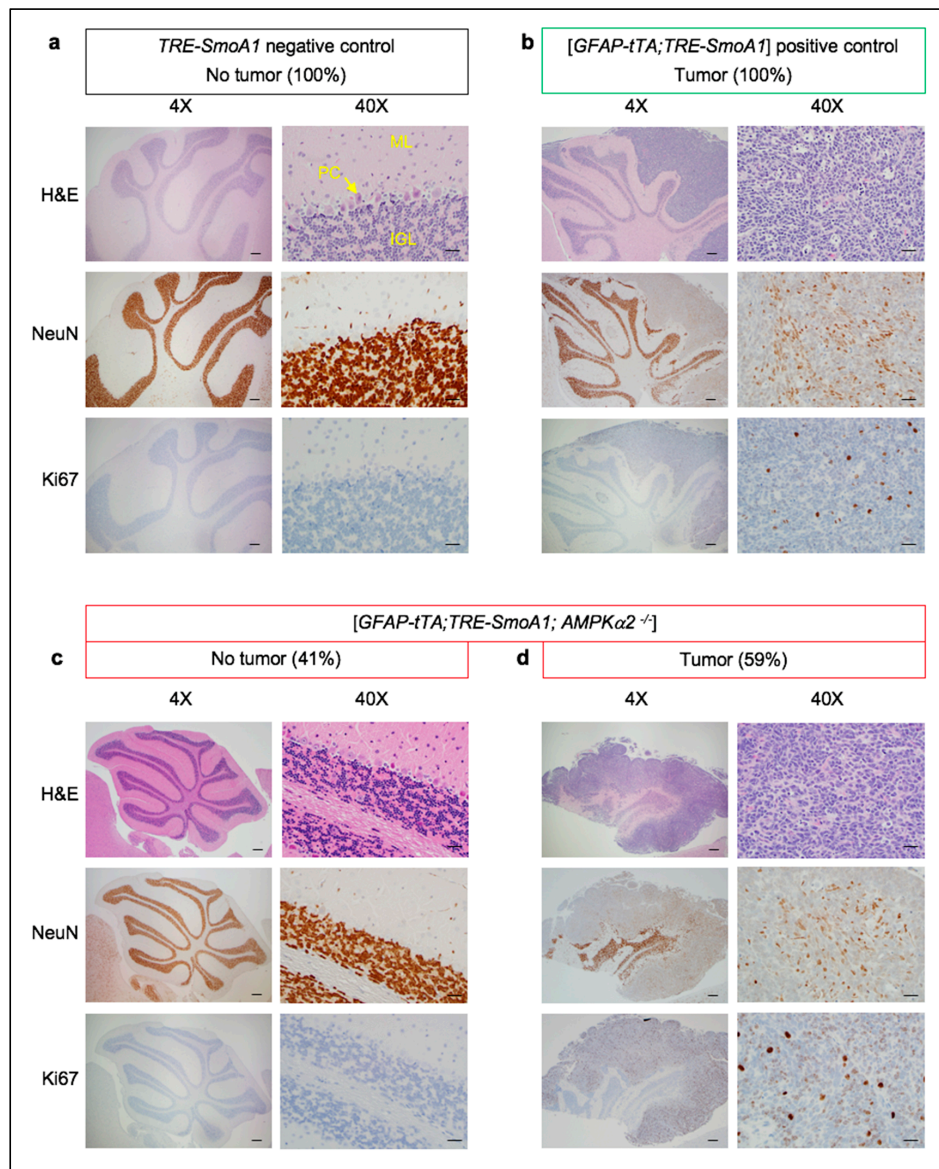 a
TRE-SmoA1 negative control
No tumor (100%)
4X 40X
H&E
ML
PC
IGL
NeuN
Ki67
b
[GFAP-tTA;TRE-SmoA1] positive control
Tumor (100%)
4X 40X
[GFAP-tTA;TRE-SmoA1; AMPKα2 -/-]
c
No tumor (41%)
4X 40X
H&E
NeuN
Ki67
d
Tumor (59%)
4X 40X